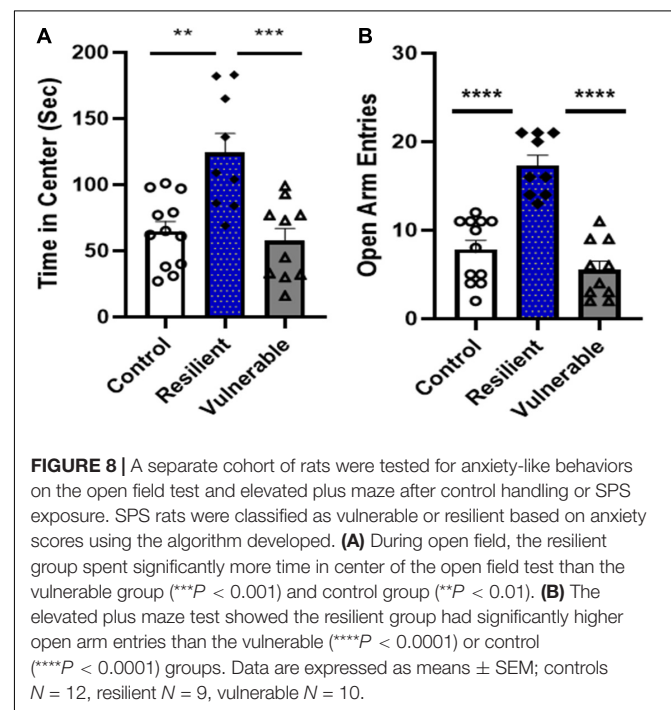 A
B
** ***
**** ****
Time in Center (Sec)
200
150
100
50
0
Control
Resilient
Vulnerable
Open Arm Entries
30
20
10
0
Control
Resilient
Vulnerable
FIGURE 8 | A separate cohort of rats were tested for anxiety-like behaviors
on the open field test and elevated plus maze after control handling or SPS
exposure. SPS rats were classified as vulnerable or resilient based on anxiety
scores using the algorithm developed. (A) During open field, the resilient
group spent significantly more time in center of the open field test than the
vulnerable group (***P < 0.001) and control group (**P < 0.01). (B) The
elevated plus maze test showed the resilient group had significantly higher
open arm entries than the vulnerable (****P < 0.0001) or control
(****P < 0.0001) groups. Data are expressed as means ± SEM; controls
N = 12, resilient N = 9, vulnerable N = 10.